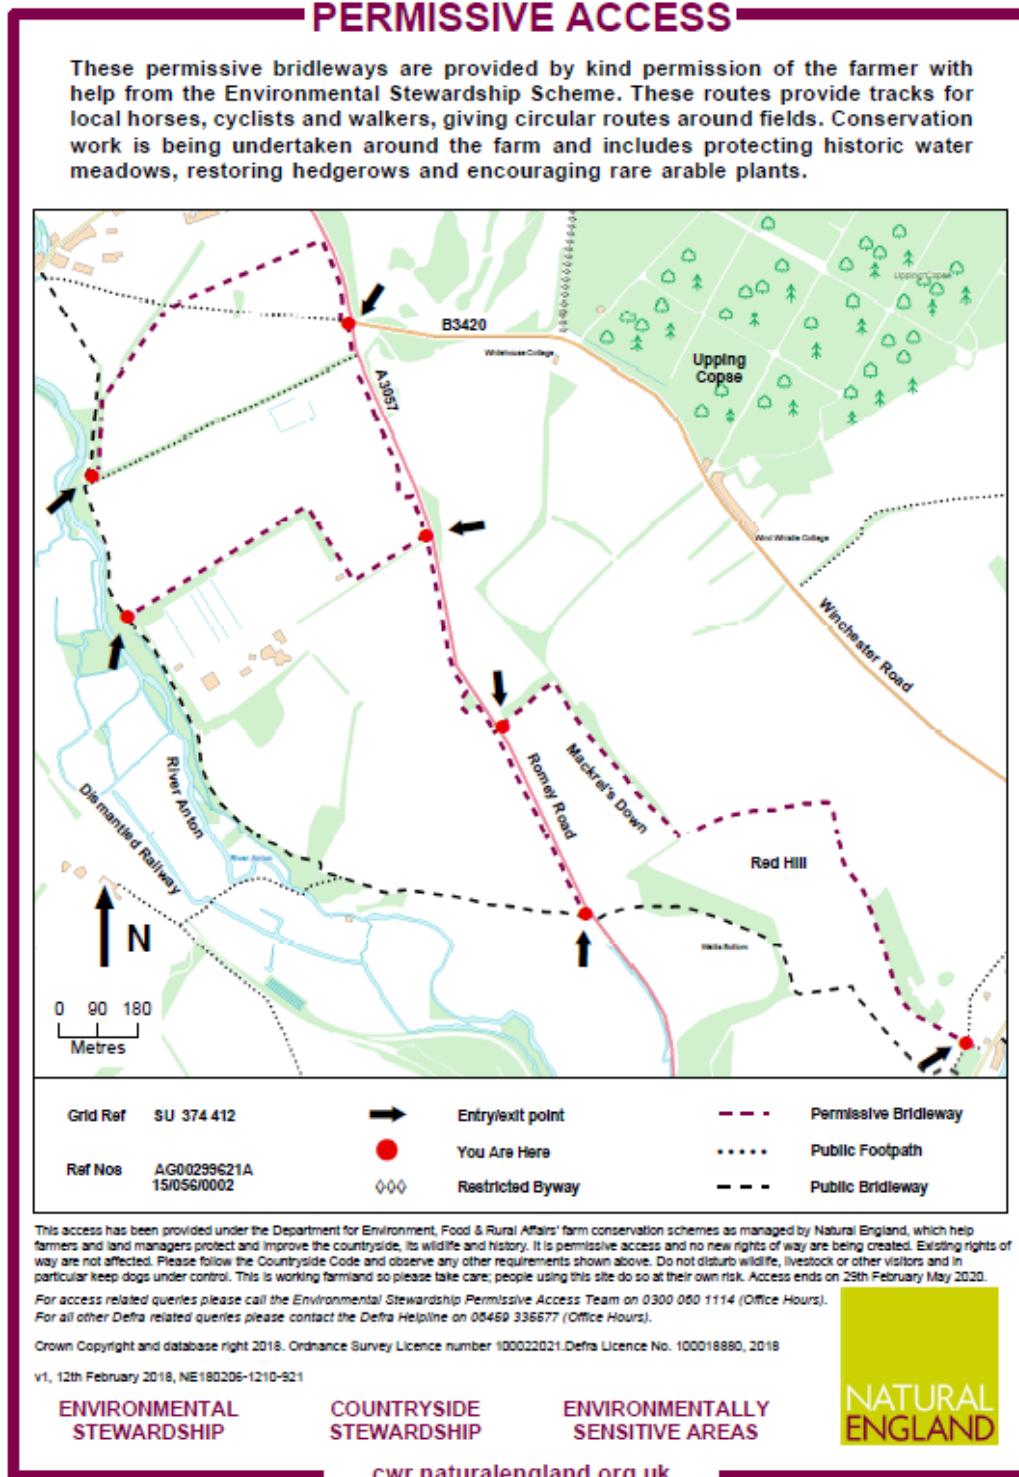 PERMISSIVE ACCESS
These permissive bridleways are provided by kind permission of the farmer with
help from the Environmental Stewardship Scheme. These routes provide tracks for
local horses, cyclists and walkers, giving circular routes around fields. Conservation
work is being undertaken around the farm and includes protecting historic water
meadows, restoring hedgerows and encouraging rare arable plants.
B3420
Whitehouse Cottage
Upping Copse
Upping
Copse
A3057
Wind Whistle Cottage
Winchester Road
Mackrel's Down
Romey Road
Red Hill
River Anton
Dismantled Railway
River Anton
N
0 90 180
Metres
Grid Ref SU 374 412
Entry/exit point
Permissive Bridleway
You Are Here
Public Footpath
Ref Nos AG00299621A
15/056/0002
Restricted Byway
Public Bridleway
This access has been provided under the Department for Environment, Food & Rural Affairs' farm conservation schemes as managed by Natural England, which help
farmers and land managers protect and improve the countryside, its wildlife and history. It is permissive access and no new rights of way are being created. Existing rights of
way are not affected. Please follow the Countryside Code and observe any other requirements shown above. Do not disturb wildlife, livestock or other visitors and in
particular keep dogs under control. This is working farmland so please take care; people using this site do so at their own risk. Access ends on 29th February May 2020.
For access related queries please call the Environmental Stewardship Permissive Access Team on 0300 060 1114 (Office Hours).
For all other Defra related queries please contact the Defra Helpline on 08459 335577 (Office Hours).
Crown Copyright and database right 2018. Ordnance Survey Licence number 100022021.Defra Licence No. 100018880, 2018
v1, 12th February 2018, NE180206-1210-921
ENVIRONMENTAL
STEWARDSHIP
COUNTRYSIDE
STEWARDSHIP
ENVIRONMENTALLY
SENSITIVE AREAS
NATURAL
ENGLAND
cwr.naturalengland.org.uk